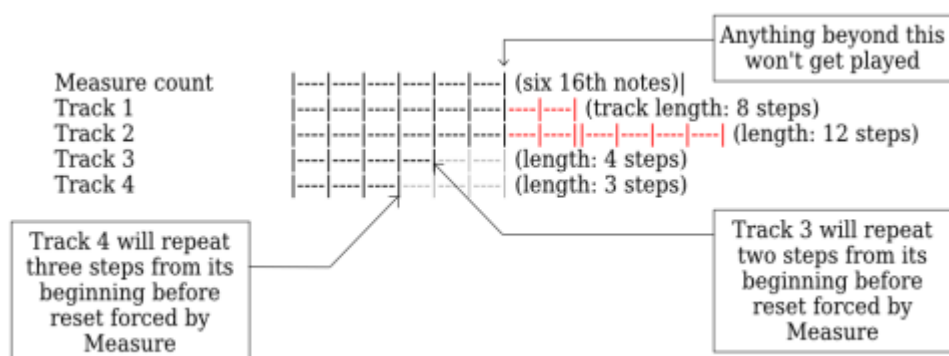 Anything beyond this
won't get played
Measure count |----|----|----|----|----|----| (six 16th notes)|
Track 1 |----|----|----|----|----|----|----|----| (track length: 8 steps)
Track 2 |----|----|----|----|----|----|----|----||----|----|----|----| (length: 12 steps)
Track 3 |----|----|----|----|----|----| (length: 4 steps)
Track 4 |----|----|----|----|----|----| (length: 3 steps)
Track 4 will repeat
three steps from its
beginning before
reset forced by
Measure
Track 3 will repeat
two steps from its
beginning before
reset forced by
Measure